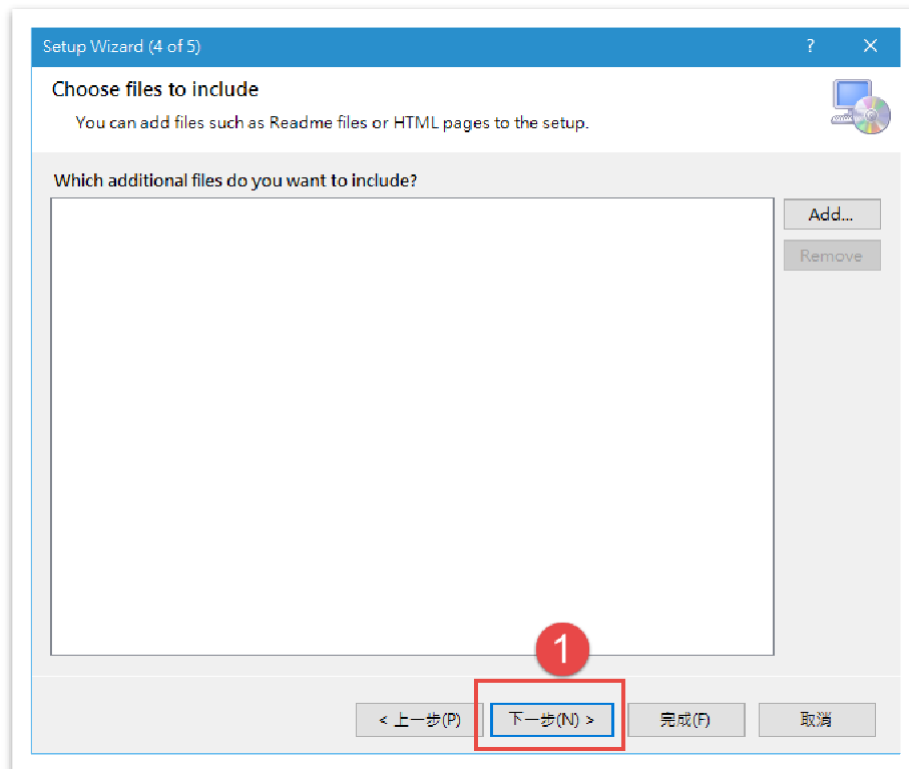 Setup Wizard (4 of 5)
Choose files to include
You can add files such as Readme files or HTML pages to the setup.
Which additional files do you want to include?
Add...
Remove
1
< 上一步(P)
下一步(N) >
完成(F)
取消